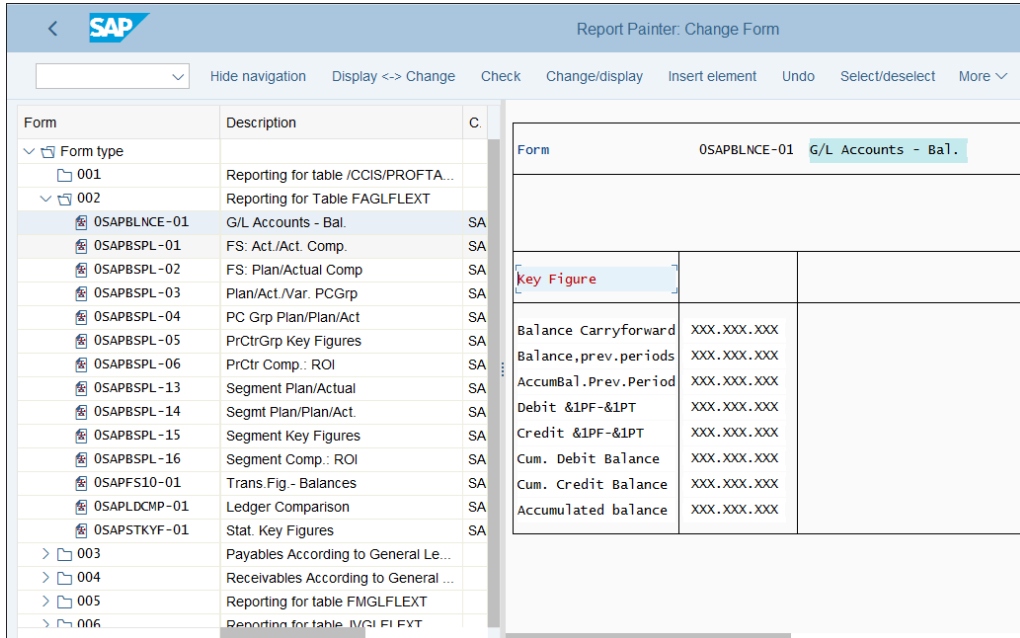 SAP Report Painter: Change Form
Hide navigation Display <-> Change Check Change/display Insert element Undo Select/deselect More
Form Description C.
Form type
001 Reporting for table /CCIS/PROFTA...
002 Reporting for Table FAGLFLEXT
0SAPBLNCE-01 G/L Accounts - Bal. SA
0SAPBSPL-01 FS: Act./Act. Comp. SA
0SAPBSPL-02 FS: Plan/Actual Comp SA
0SAPBSPL-03 Plan/Act./Var. PCGrp SA
0SAPBSPL-04 PC Grp Plan/Plan/Act SA
0SAPBSPL-05 PrCtrGrp Key Figures SA
0SAPBSPL-06 PrCtr Comp.: ROI SA
0SAPBSPL-13 Segment Plan/Actual SA
0SAPBSPL-14 Segmt Plan/Plan/Act. SA
0SAPBSPL-15 Segment Key Figures SA
0SAPBSPL-16 Segment Comp.: ROI SA
0SAPFS10-01 Trans.Fig.- Balances SA
0SAPLDCMP-01 Ledger Comparison SA
0SAPSTKYF-01 Stat. Key Figures SA
003 Payables According to General Le...
004 Receivables According to General ...
005 Reporting for table FMGLFLEXT
006 Reporting for table JVGLFLEXT
Form 0SAPBLNCE-01 G/L Accounts - Bal.
Key Figure
Balance Carryforward XXX.XXX.XXX
Balance,prev.periods XXX.XXX.XXX
AccumBal.Prev.Period XXX.XXX.XXX
Debit &1PF-&1PT XXX.XXX.XXX
Credit &1PF-&1PT XXX.XXX.XXX
Cum. Debit Balance XXX.XXX.XXX
Cum. Credit Balance XXX.XXX.XXX
Accumulated balance XXX.XXX.XXX